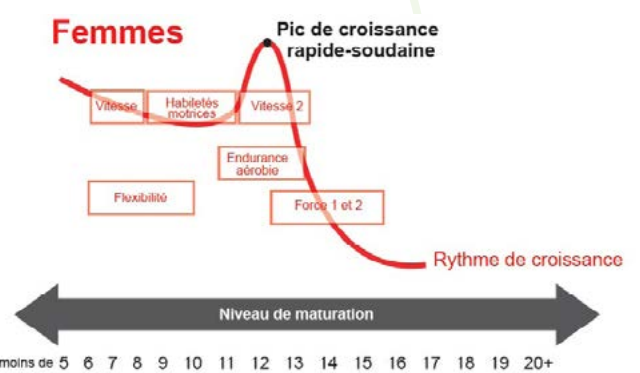 Femmes
Pic de croissance
rapide-soudaine
Vitesse
Habiletés
motrices
Vitesse 2
Endurance
aérobie
Flexibilité
Force 1 et 2
Rythme de croissance
Niveau de maturation
moins de 5 6 7 8 9 10 11 12 13 14 15 16 17 18 19 20+